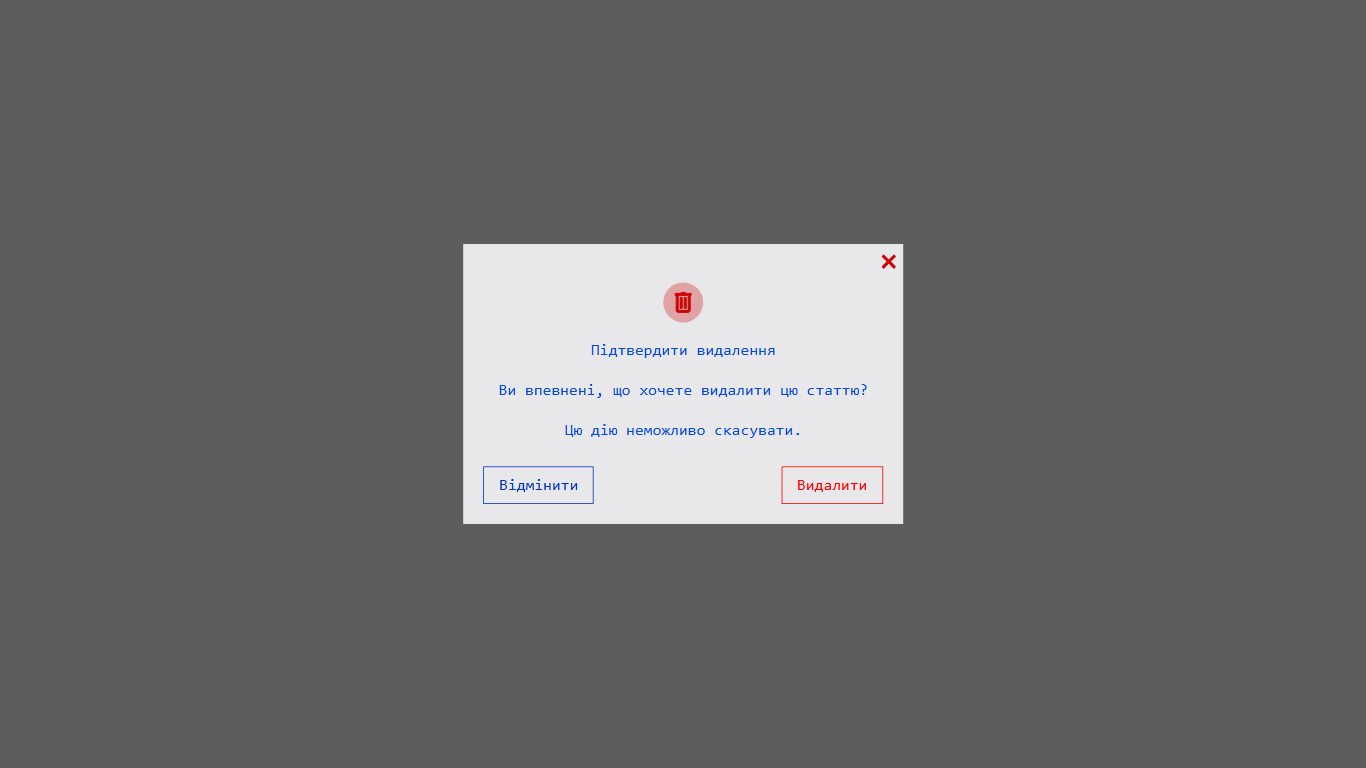 Підтвердити видалення
Ви впевнені, що хочете видалити цю статтю?
Цю дію неможливо скасувати.
Відмінити
Видалити